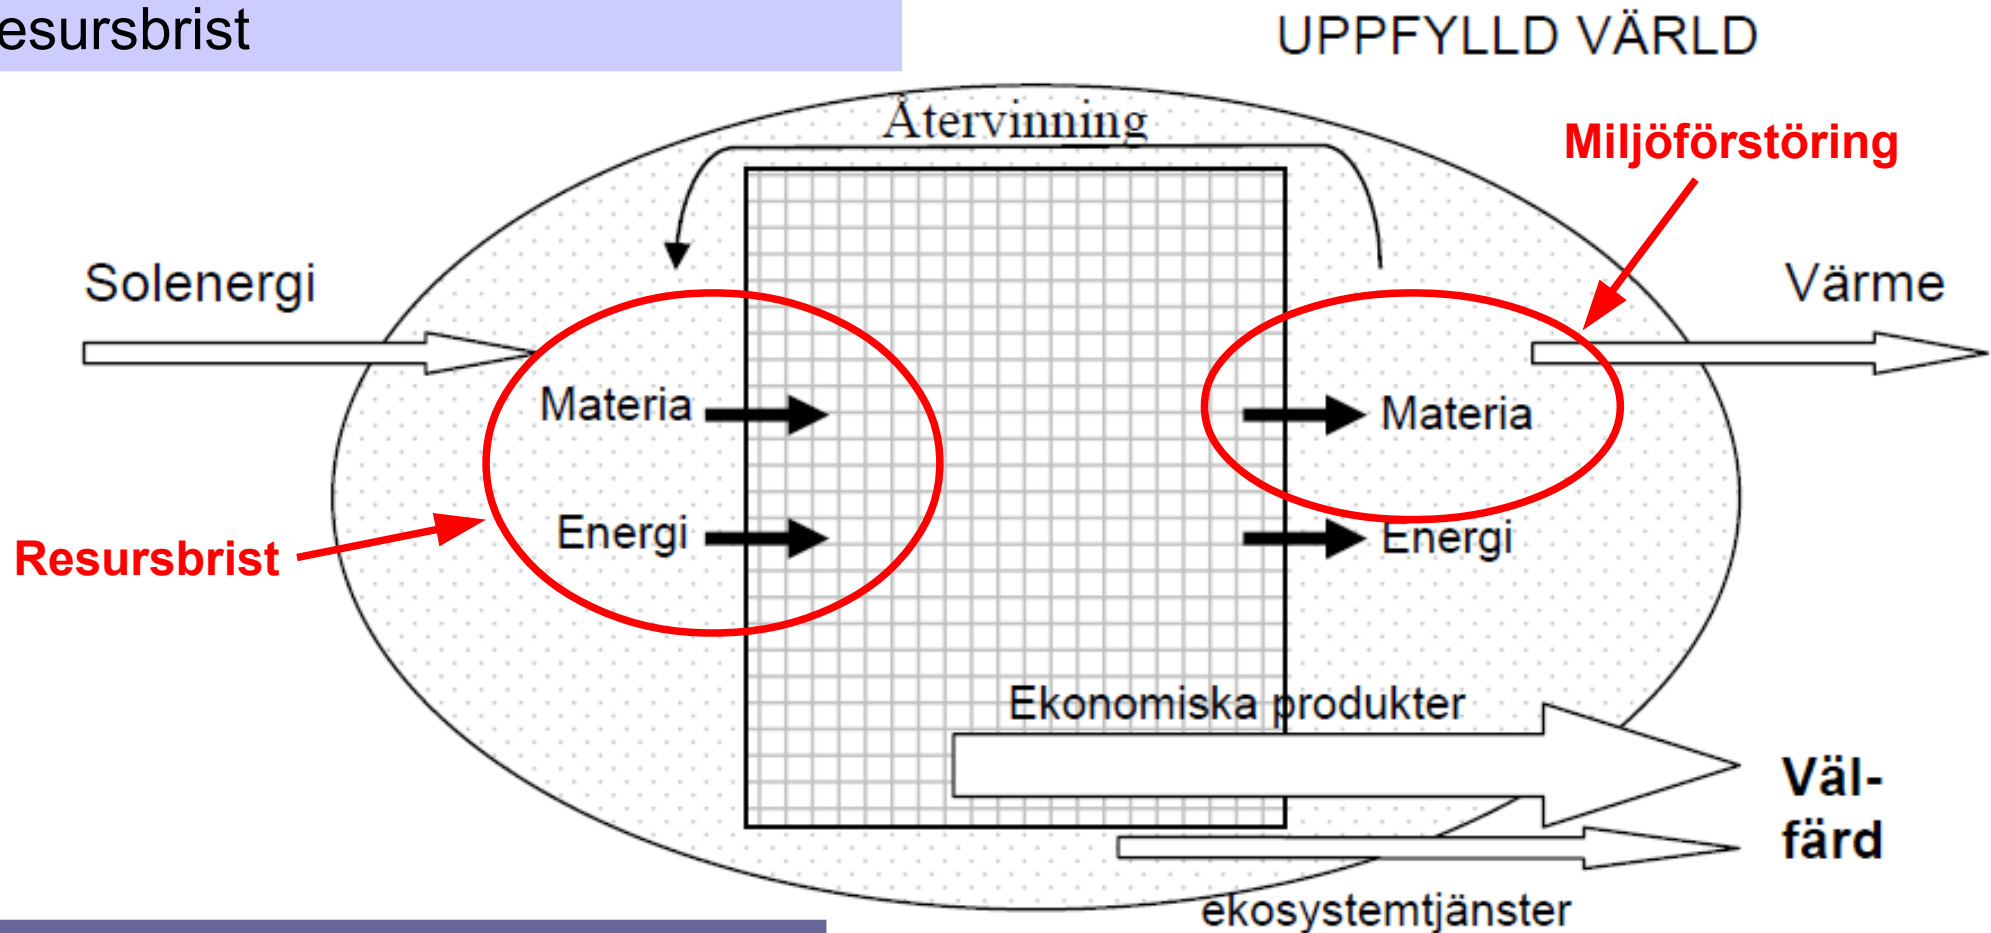 esursbrist
UPPFYLLD VÄRLD
Återvinning
Miljöförstöring
Solenergi
Värme
Materia
Materia
Energi
Energi
Resursbrist
Ekonomiska produkter
Väl-
färd
ekosystemtjänster